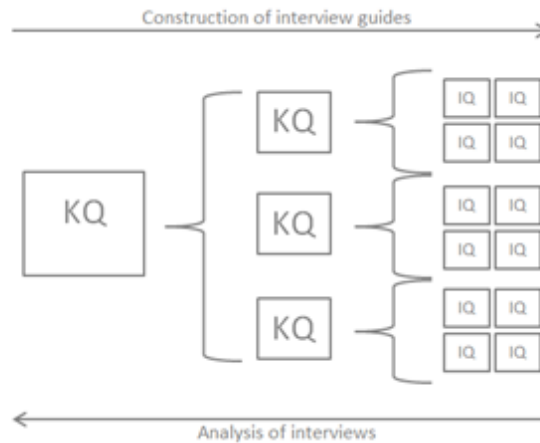 Construction of interview guides
KQ
KQ
KQ
KQ
IQ IQ
IQ IQ
IQ IQ
IQ IQ
IQ IQ
IQ IQ
Analysis of interviews